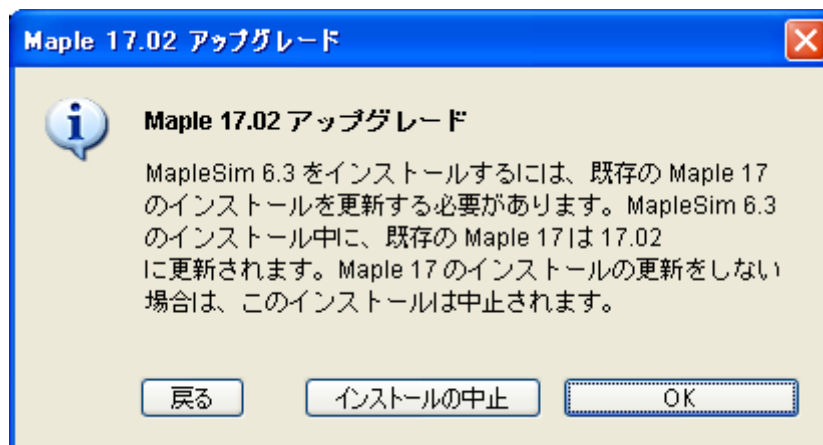 Maple 17.02 アップグレード
Maple 17.02 アップグレード
MapleSim 6.3 をインストールするには、既存の Maple 17
のインストールを更新する必要があります。MapleSim 6.3
のインストール中に、既存の Maple 17 は 17.02
に更新されます。Maple 17 のインストールの更新をしない
場合は、このインストールは中止されます。
戻る
インストールの中止
OK